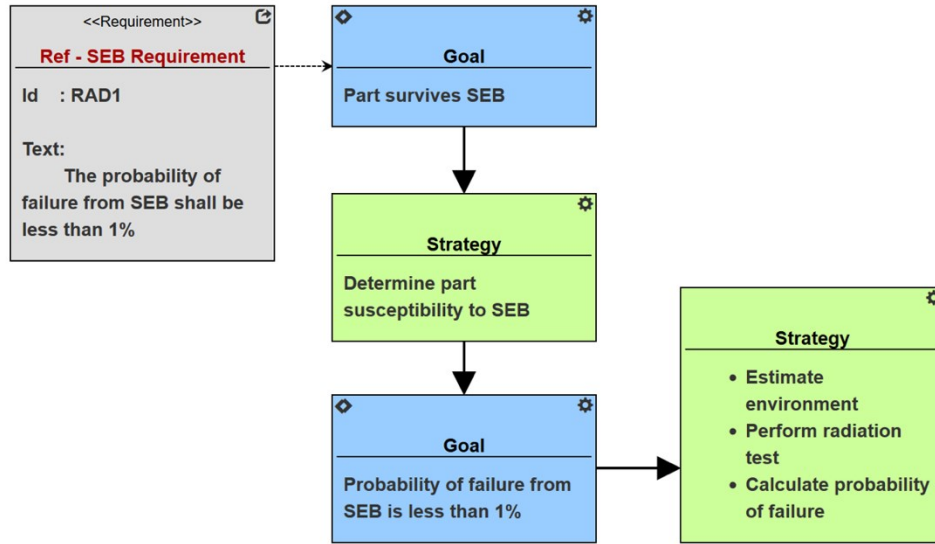 <<Requirement>>
Ref - SEB Requirement
Id : RAD1
Text:
The probability of
failure from SEB shall be
less than 1%
Goal
Part survives SEB
Strategy
Determine part
susceptibility to SEB
Goal
Probability of failure from
SEB is less than 1%
Strategy
• Estimate
environment
• Perform radiation
test
• Calculate probability
of failure